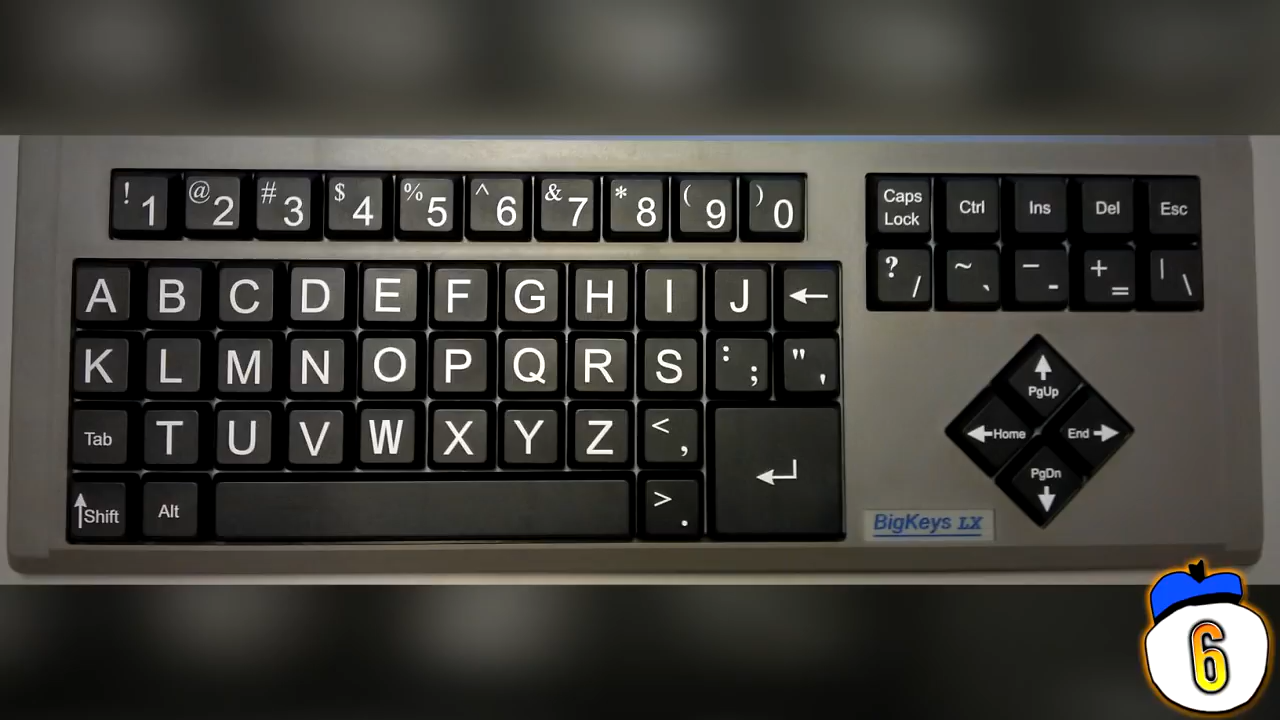 ! 1 @ 2 # 3 $ 4 % 5 ^ 6 & 7 * 8 ( 9 ) 0
A B C D E F G H I J ←
K L M N O P Q R S : ; " '
Tab T U V W X Y Z < ,
↑ Shift Alt > . ↵
Caps Lock Ctrl Ins Del Esc
? / ~ ` _ - + = | \
↑ PgUp
← Home End →
PgDn ↓
BigKeys LX
6